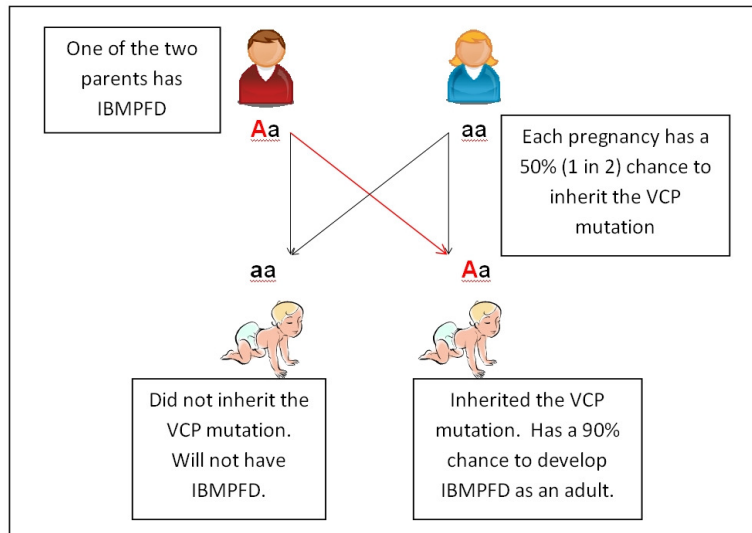 One of the two
parents has
IBMPFD
Aa
aa
Each pregnancy has a
50% (1 in 2) chance to
inherit the VCP
mutation
aa
Aa
Did not inherit the
VCP mutation.
Will not have
IBMPFD.
Inherited the VCP
mutation. Has a 90%
chance to develop
IBMPFD as an adult.